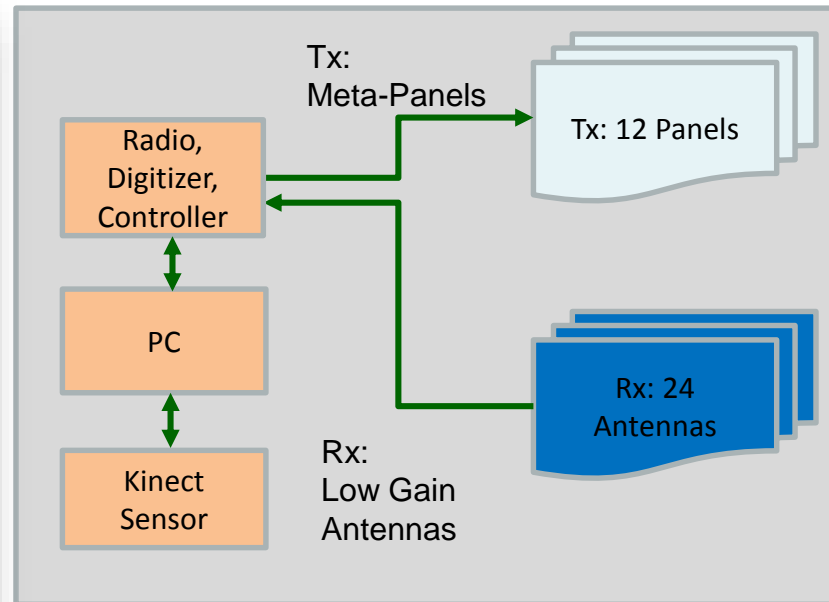 Tx:
Meta-Panels
Tx: 12 Panels
Radio,
Digitizer,
Controller
PC
Rx: 24
Antennas
Kinect
Sensor
Rx:
Low Gain
Antennas